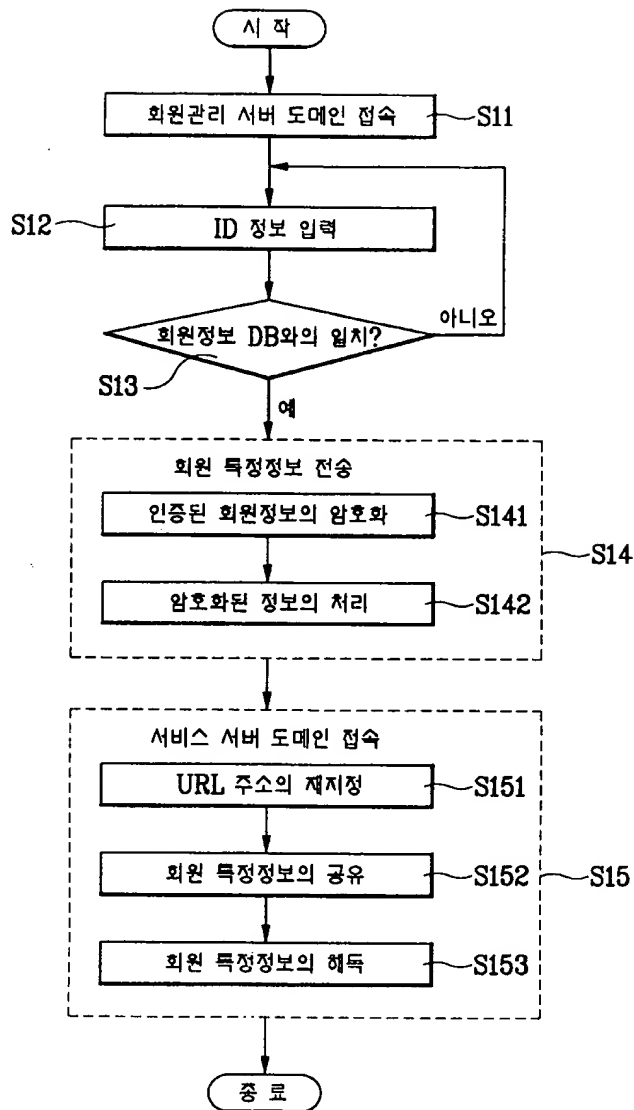 시 작
회원관리 서버 도메인 접속
S11
S12
ID 정보 입력
회원정보 DB와의 일치?
아니오
S13
예
회원 특정정보 전송
인증된 회원정보의 암호화
S141
S14
암호화된 정보의 처리
S142
서비스 서버 도메인 접속
URL 주소의 재지정
S151
회원 특정정보의 공유
S152
S15
회원 특정정보의 해독
S153
종 료